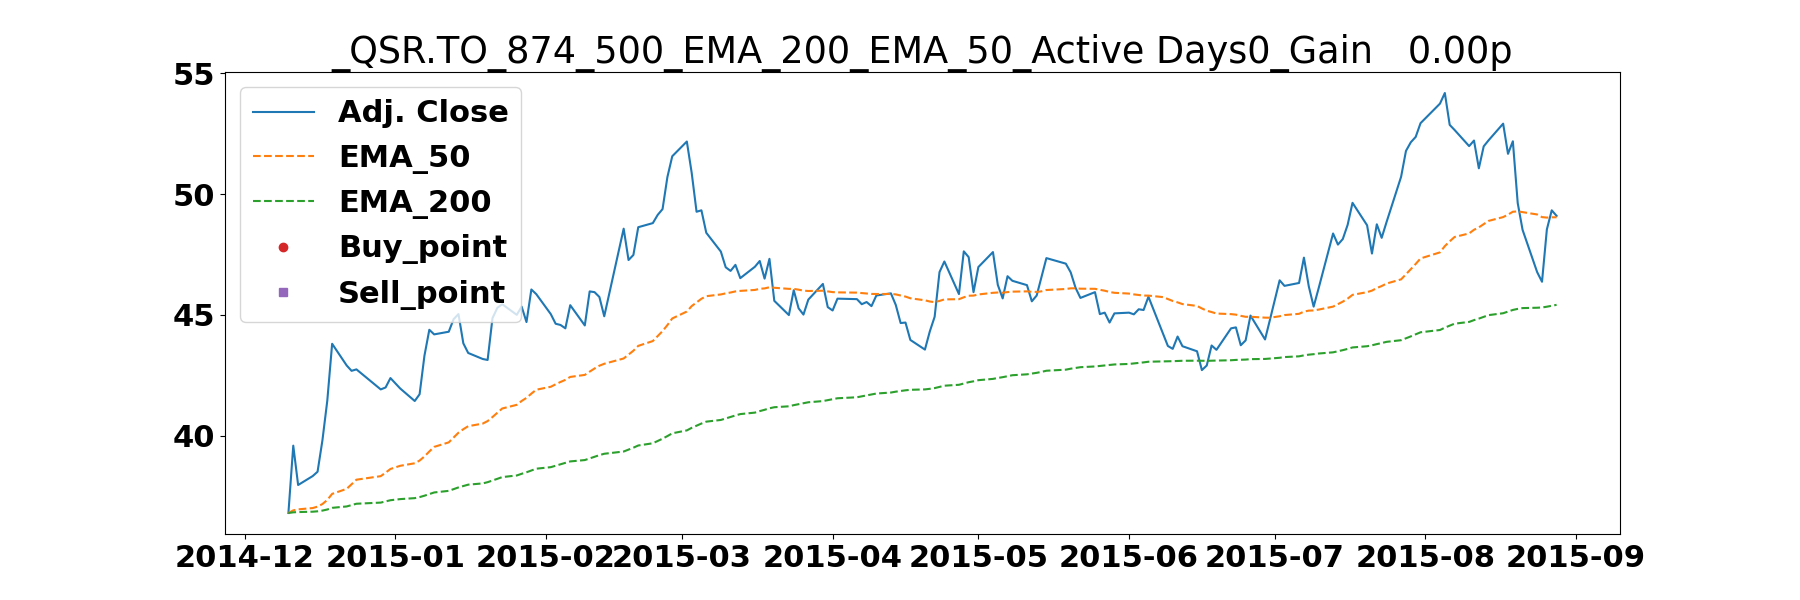 _QSR.TO_874_500_EMA_200_EMA_50_Active Days0_Gain   0.00p
55
50
45
40
Adj. Close
EMA_50
EMA_200
Buy_point
Sell_point
2014-12 2015-01 2015-02 2015-03 2015-04 2015-05 2015-06 2015-07 2015-08 2015-09